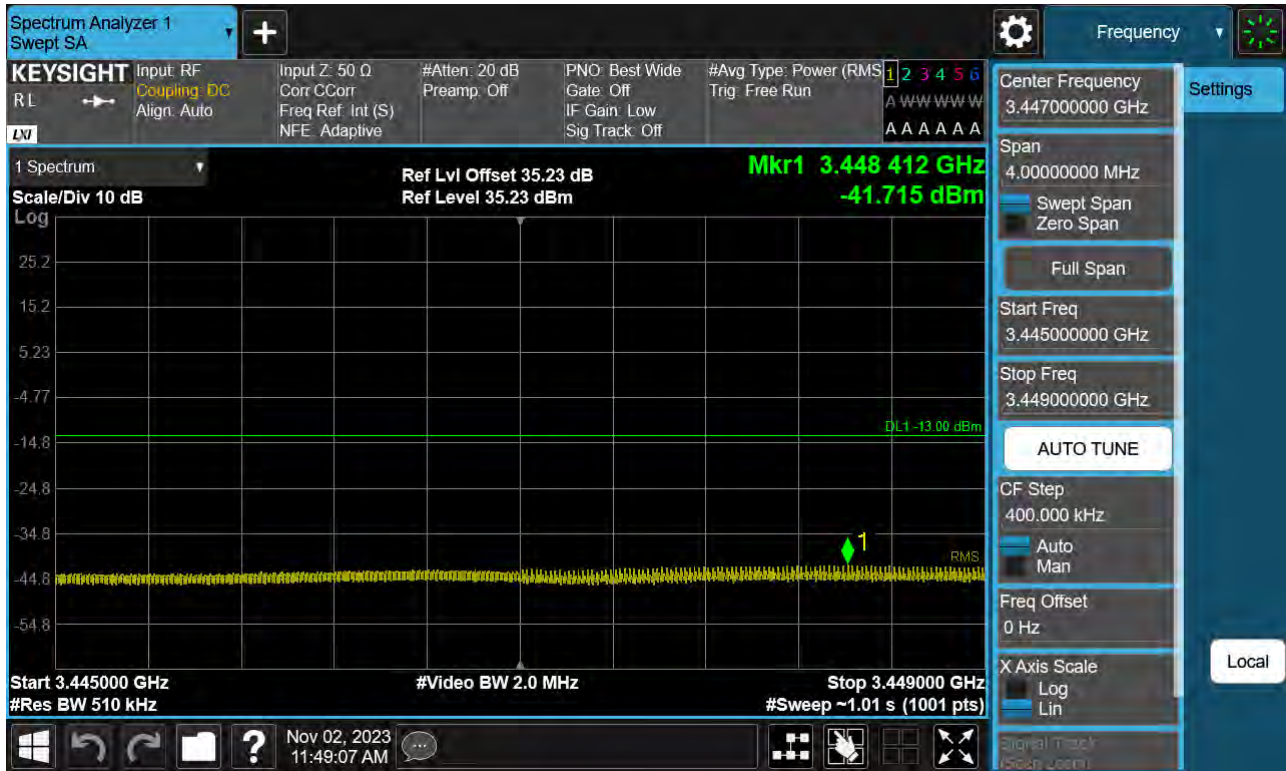 Spectrum Analyzer 1
Swept SA
+
Frequency
KEYSIGHT
RL
LXI
Input: RF
Coupling: DC
Align: Auto
Input Z: 50 Ω
Corr CCorr
Freq Ref: Int (S)
NFE: Adaptive
#Atten: 20 dB
Preamp: Off
PNO: Best Wide
Gate: Off
IF Gain: Low
Sig Track: Off
#Avg Type: Power (RMS
Trig: Free Run
1 2 3 4 5 6
A W W W W W
A A A A A A
1 Spectrum
Scale/Div 10 dB
Log
Ref Lvl Offset 35.23 dB
Ref Level 35.23 dBm
Mkr1 3.448 412 GHz
-41.715 dBm
25.2
15.2
5.23
-4.77
DL1 -13.00 dBm
-14.8
-24.8
-34.8
1
RMS
-44.8
-54.8
Start 3.445000 GHz
#Res BW 510 kHz
#Video BW 2.0 MHz
Stop 3.449000 GHz
#Sweep ~1.01 s (1001 pts)
Center Frequency
3.447000000 GHz
Settings
Span
4.00000000 MHz
Swept Span
Zero Span
Full Span
Start Freq
3.445000000 GHz
Stop Freq
3.449000000 GHz
AUTO TUNE
CF Step
400.000 kHz
Auto
Man
Freq Offset
0 Hz
X Axis Scale
Log
Lin
Local
Signal Track
(Span Zoom)
?
Nov 02, 2023
11:49:07 AM